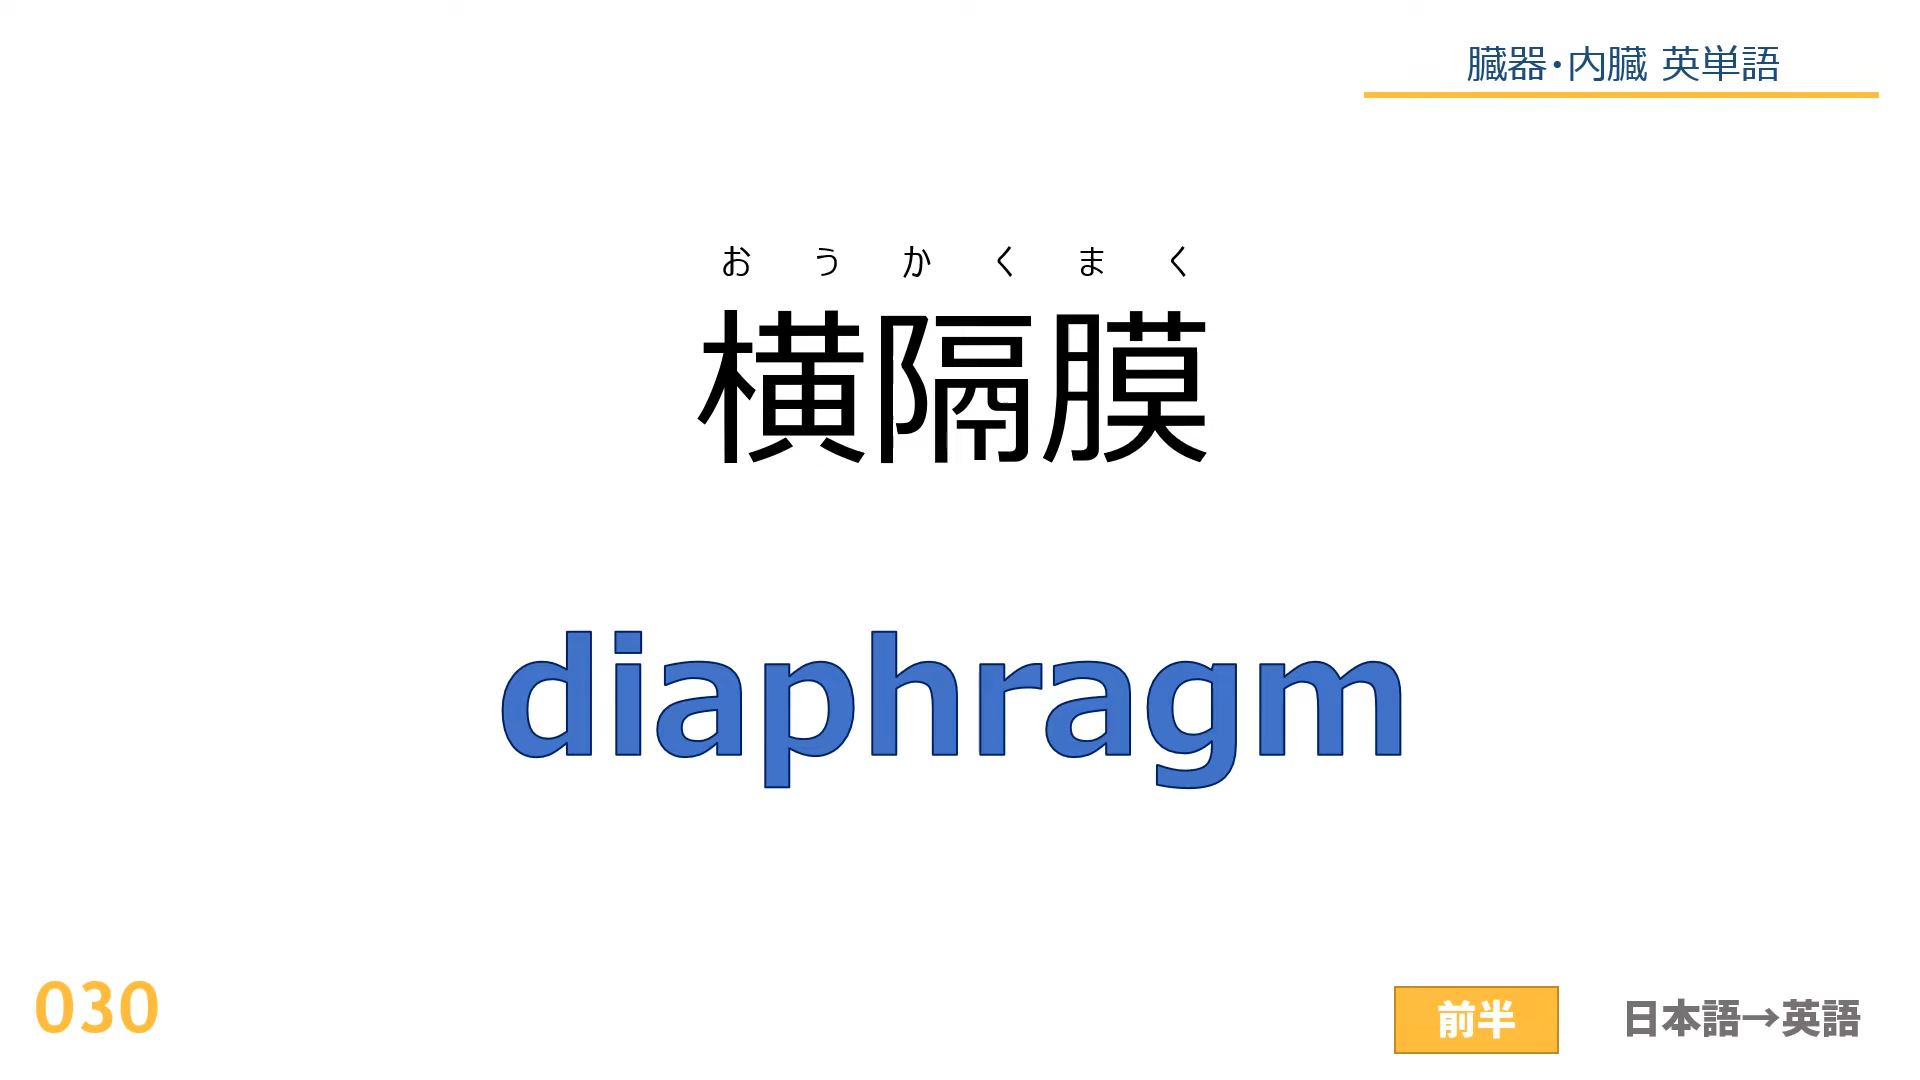 臓器・内臓 英単語
おうかくまく
横隔膜
diaphragm
030
前半
日本語→英語